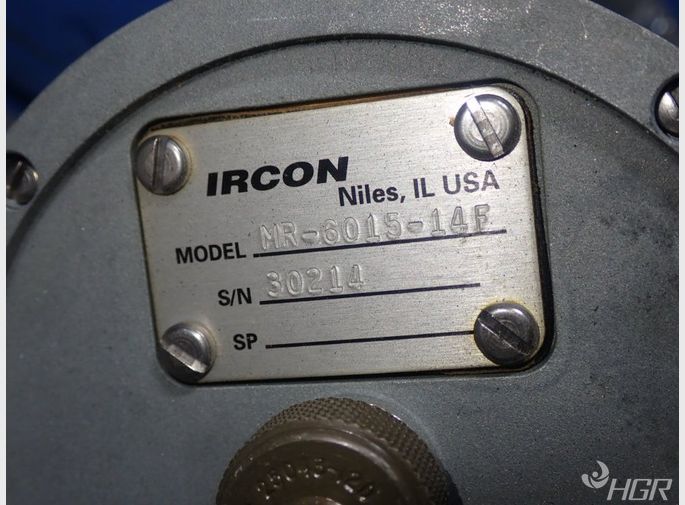 IRCON
Niles, IL USA
MODEL MR-6015-14F
S/N 30214
SP
HGR